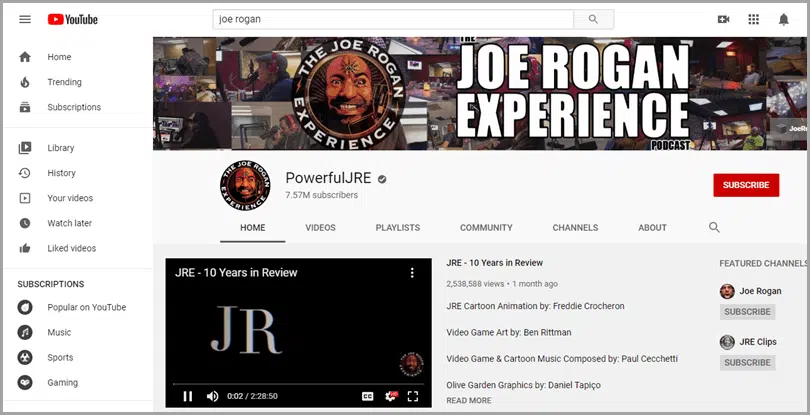 YouTube
joe rogan
Home
Trending
Subscriptions
Library
History
Your videos
Watch later
Liked videos
SUBSCRIPTIONS
Popular on YouTube
Music
Sports
Gaming
THE JOE ROGAN EXPERIENCE
THE
JOE ROGAN
EXPERIENCE
PODCAST
JoeRo
THE JOE ROGAN EXPERIENCE
PowerfulJRE
7.57M subscribers
SUBSCRIBE
HOME VIDEOS PLAYLISTS COMMUNITY CHANNELS ABOUT
JRE - 10 Years in Review
JR
0:02 / 2:28:50
CC
HD
JRE - 10 Years in Review
2,538,588 views • 1 month ago
JRE Cartoon Animation by: Freddie Crocheron
Video Game Art by: Ben Rittman
Video Game & Cartoon Music Composed by: Paul Cecchetti
Olive Garden Graphics by: Daniel Tapiço
READ MORE
FEATURED CHANNELS
Joe Rogan
SUBSCRIBE
JRE Clips
SUBSCRIBE